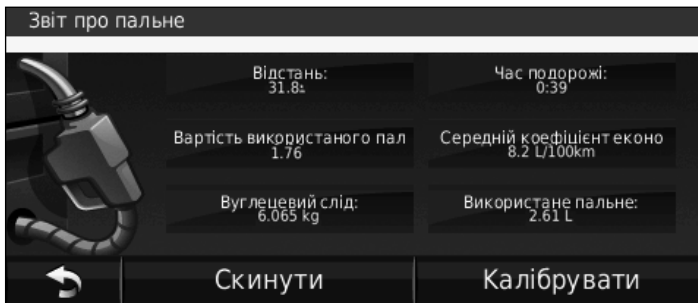 Звіт про пальне
Відстань:
31.8
Час подорожі:
0:39
Вартість використаного пал
1.76
Середній коефіцієнт еконо
8.2 L/100km
Вуглецевий слід:
6.065 kg
Використане пальне:
2.61 L
Скинути
Калібрувати